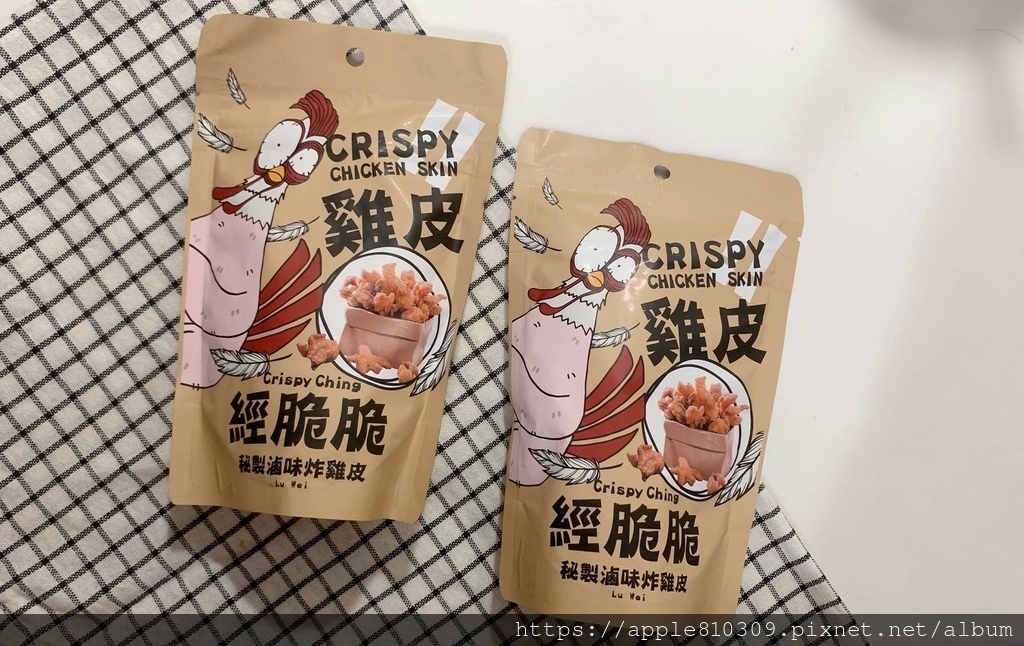 CRISPY
CHICKEN SKIN
雞皮
Crispy Ching
經脆脆
秘製滷味炸雞皮
Lu Wei
CRISPY
CHICKEN SKIN
雞皮
Crispy Ching
經脆脆
秘製滷味炸雞皮
Lu Wei
https://apple810309.pixnet.net/album